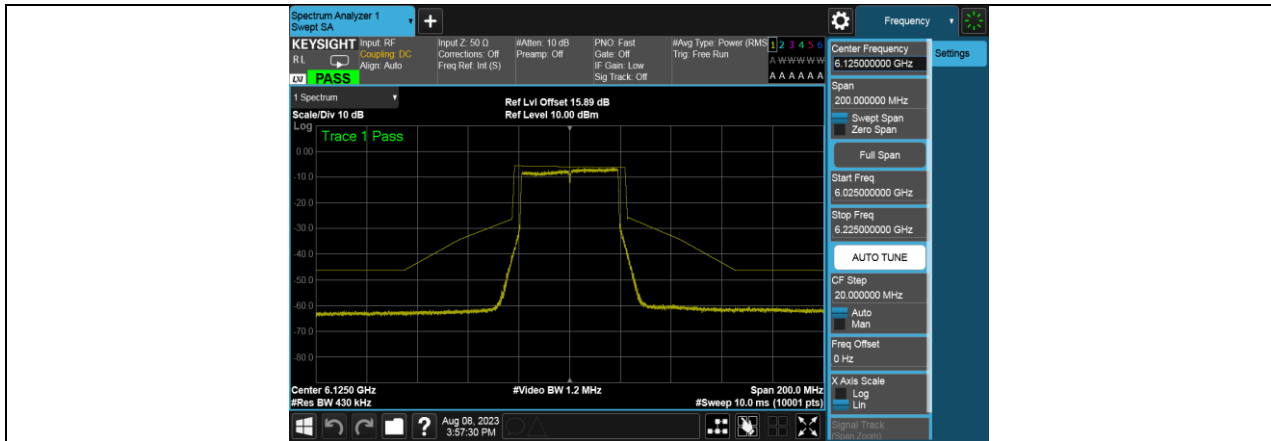 Spectrum Analyzer 1
Swept SA
Frequency
KEYSIGHT
R L
LXI
PASS
Input: RF
Coupling: DC
Align: Auto
Input Z: 50 Ω
Corrections: Off
Freq Ref: Int (S)
#Atten: 10 dB
Preamp: Off
PNO: Fast
Gate: Off
IF Gain: Low
Sig Track: Off
#Avg Type: Power (RMS
Trig: Free Run
1 2 3 4 5 6
A W W W W W
A A A A A A
1 Spectrum
Scale/Div 10 dB
Ref Lvl Offset 15.89 dB
Ref Level 10.00 dBm
Log
Trace 1 Pass
0.00
-10.0
-20.0
-30.0
-40.0
-50.0
-60.0
-70.0
-80.0
Center 6.1250 GHz
#Res BW 430 kHz
#Video BW 1.2 MHz
Span 200.0 MHz
#Sweep 10.0 ms (10001 pts)
Aug 08, 2023
3:57:30 PM
Center Frequency
6.125000000 GHz
Settings
Span
200.000000 MHz
Swept Span
Zero Span
Full Span
Start Freq
6.025000000 GHz
Stop Freq
6.225000000 GHz
AUTO TUNE
CF Step
20.000000 MHz
Auto
Man
Freq Offset
0 Hz
X Axis Scale
Log
Lin
Signal Track
(Span Zoom)